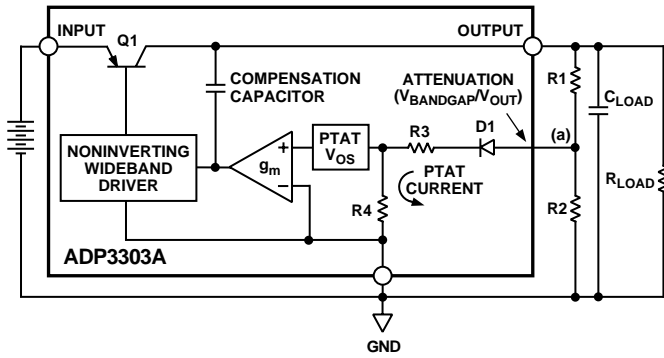 INPUT
Q1
OUTPUT
COMPENSATION
CAPACITOR
ATTENUATION
(VBANDGAP/VOUT)
R1
CLOAD
NONINVERTING
WIDEBAND
DRIVER
gm
+
−
PTAT
VOS
R3
D1
(a)
PTAT
CURRENT
R4
R2
RLOAD
ADP3303A
GND